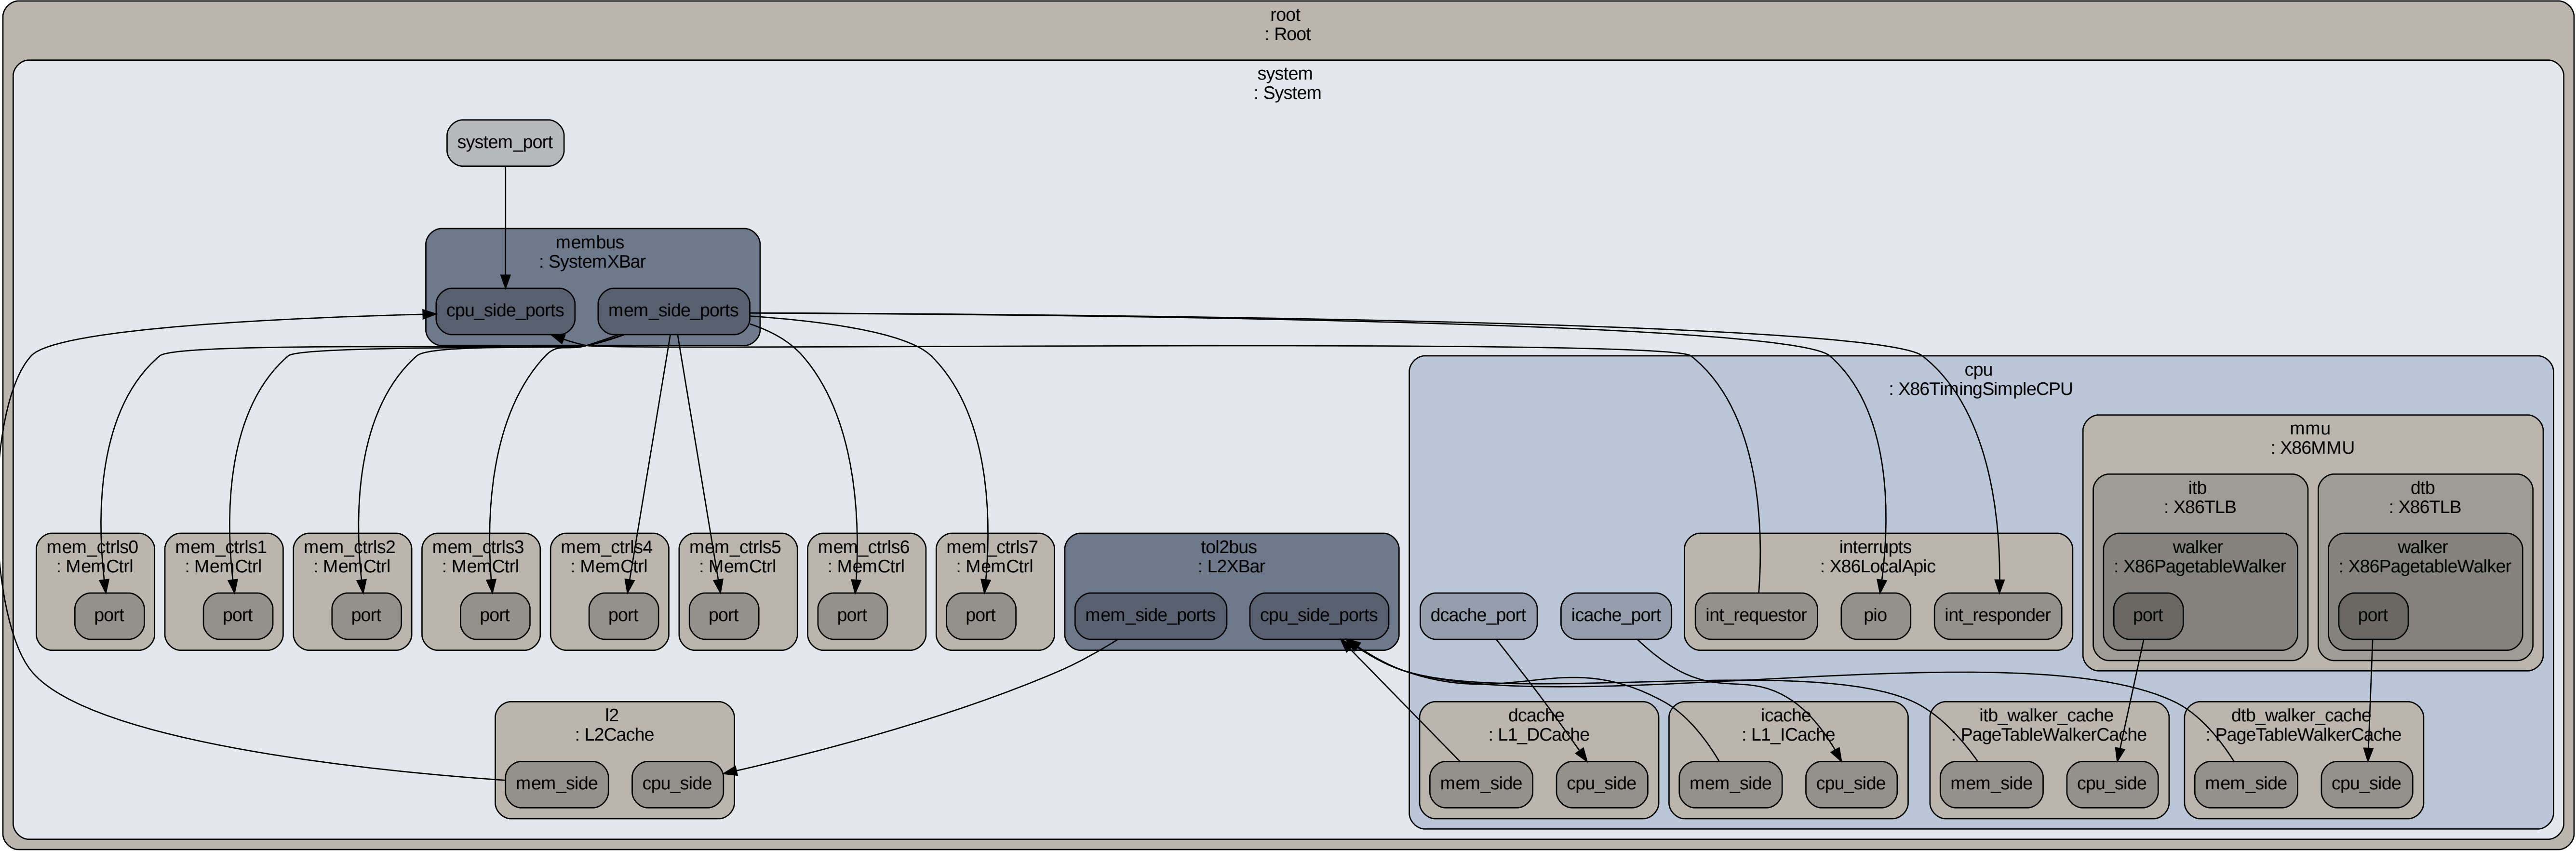 root
: Root
system
: System
system_port
membus
: SystemXBar
cpu_side_ports
mem_side_ports
cpu
: X86TimingSimpleCPU
mmu
: X86MMU
itb
: X86TLB
dtb
: X86TLB
mem_ctrls0
: MemCtrl
port
mem_ctrls1
: MemCtrl
port
mem_ctrls2
: MemCtrl
port
mem_ctrls3
: MemCtrl
port
mem_ctrls4
: MemCtrl
port
mem_ctrls5
: MemCtrl
port
mem_ctrls6
: MemCtrl
port
mem_ctrls7
: MemCtrl
port
tol2bus
: L2XBar
mem_side_ports
cpu_side_ports
dcache_port
icache_port
interrupts
: X86LocalApic
int_requestor
pio
int_responder
walker
: X86PagetableWalker
port
walker
: X86PagetableWalker
port
l2
: L2Cache
mem_side
cpu_side
dcache
: L1_DCache
mem_side
cpu_side
icache
: L1_ICache
mem_side
cpu_side
itb_walker_cache
: PageTableWalkerCache
mem_side
cpu_side
dtb_walker_cache
: PageTableWalkerCache
mem_side
cpu_side